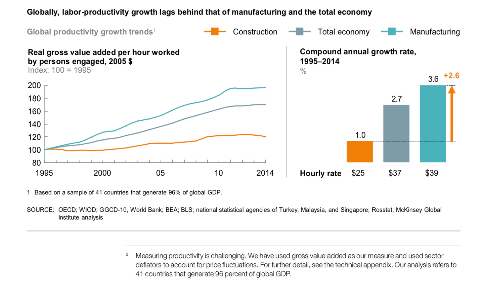 Globally, labor-productivity growth lags behind that of manufacturing and the total economy
Global productivity growth trends¹
Construction
Total economy
Manufacturing
Real gross value added per hour worked
by persons engaged, 2005 $
Index: 100 = 1995
200
180
160
140
120
100
80
1995
2000
05
10
2014
Compound annual growth rate,
1995–2014
%
1.0
2.7
3.6
+2.6
Hourly rate
$25
$37
$39
1 Based on a sample of 41 countries that generate 96% of global GDP.
SOURCE: OECD; WIOD; GGCD-10, World Bank; BEA; BLS; national statistical agencies of Turkey, Malaysia, and Singapore; Rosstat; McKinsey Global
Institute analysis
Measuring productivity is challenging. We have used gross value added as our measure and used sector
deflators to account for price fluctuations. For further detail, see the technical appendix. Our analysis refers to
41 countries that generate 96 percent of global GDP.